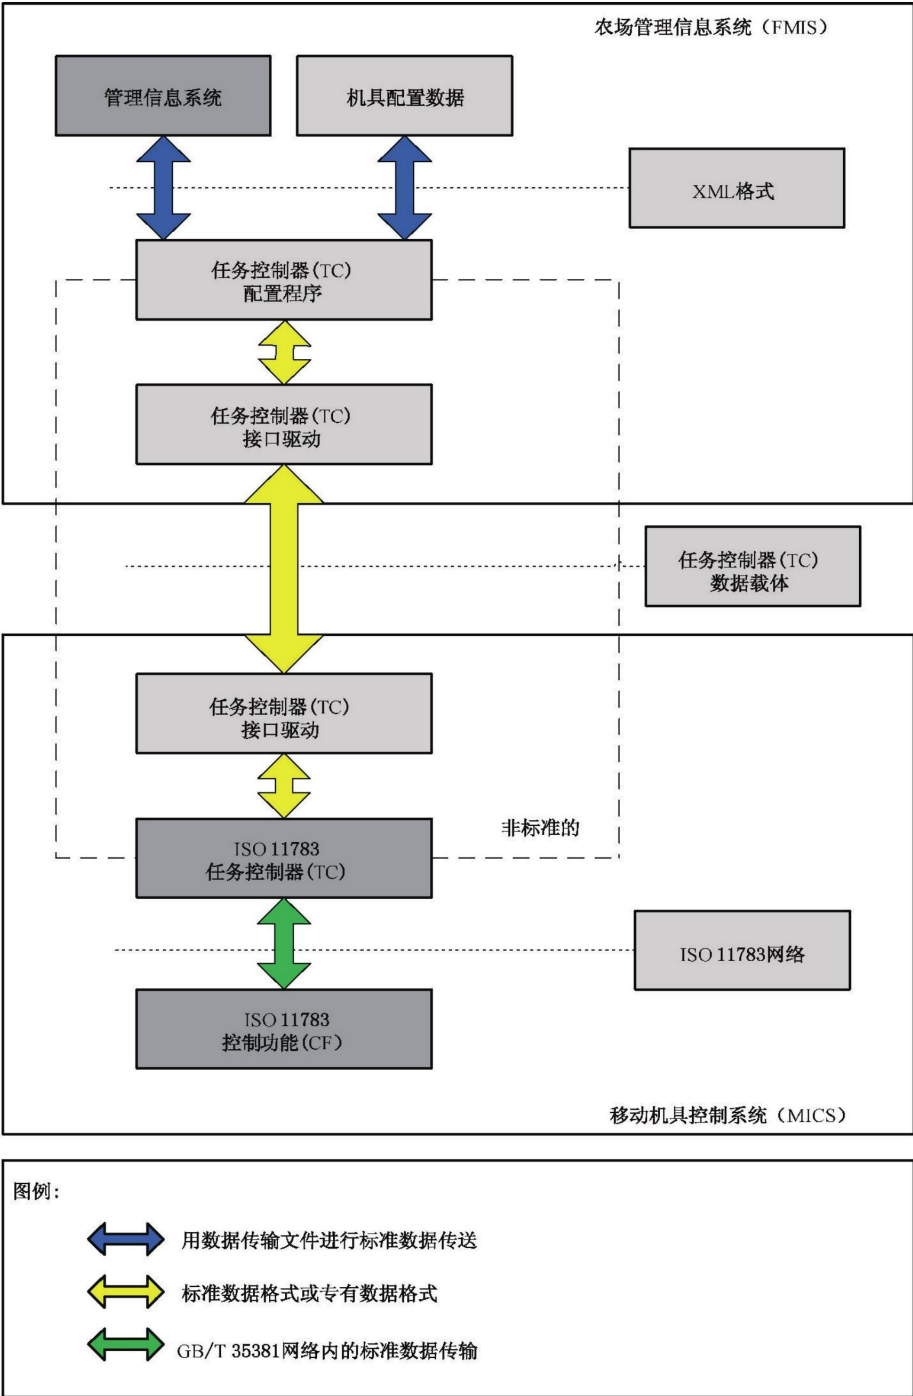 农场管理信息系统（FMIS）
管理信息系统
机具配置数据
XML格式
任务控制器(TC)
配置程序
任务控制器(TC)
接口驱动
任务控制器(TC)
数据载体
任务控制器(TC)
接口驱动
非标准的
ISO 11783
任务控制器(TC)
ISO 11783网络
ISO 11783
控制功能(CF)
移动机具控制系统（MICS）
图例：
用数据传输文件进行标准数据传送
标准数据格式或专有数据格式
GB/T 35381网络内的标准数据传输